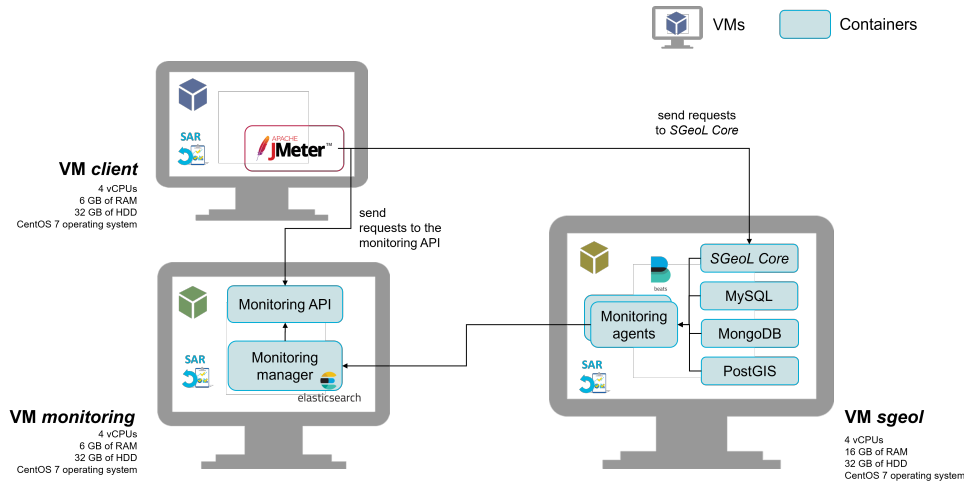 VMs
Containers
send requests
to SGeoL Core
SAR
APACHE
JMeter™
VM client
4 vCPUs
6 GB of RAM
32 GB of HDD
CentOS 7 operating system
send
requests to the
monitoring API
Monitoring API
Monitoring
manager
SAR
elasticsearch
VM monitoring
4 vCPUs
6 GB of RAM
32 GB of HDD
CentOS 7 operating system
beats
SGeoL Core
MySQL
MongoDB
PostGIS
Monitoring
agents
SAR
VM sgeol
4 vCPUs
16 GB of RAM
32 GB of HDD
CentOS 7 operating system